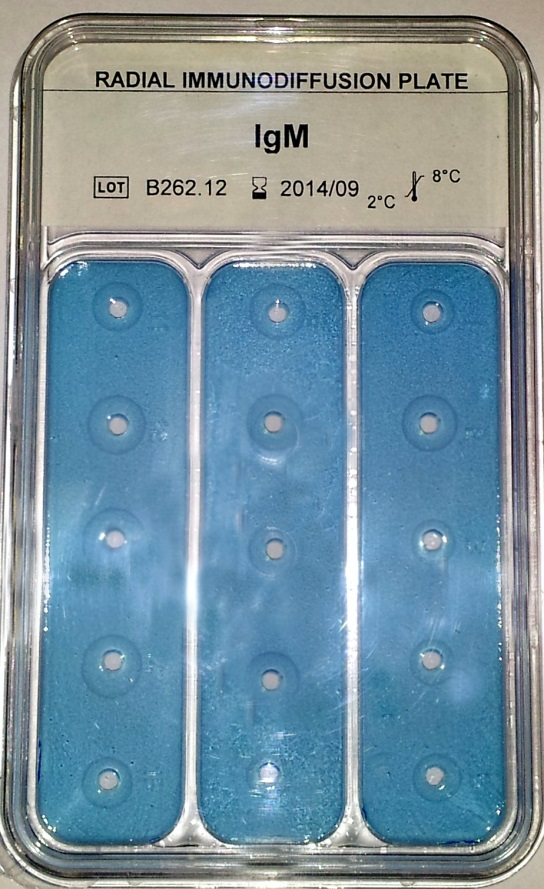 RADIAL IMMUNODIFFUSION PLATE
IgM
LOT B262.12 2014/09 2°C 8°C